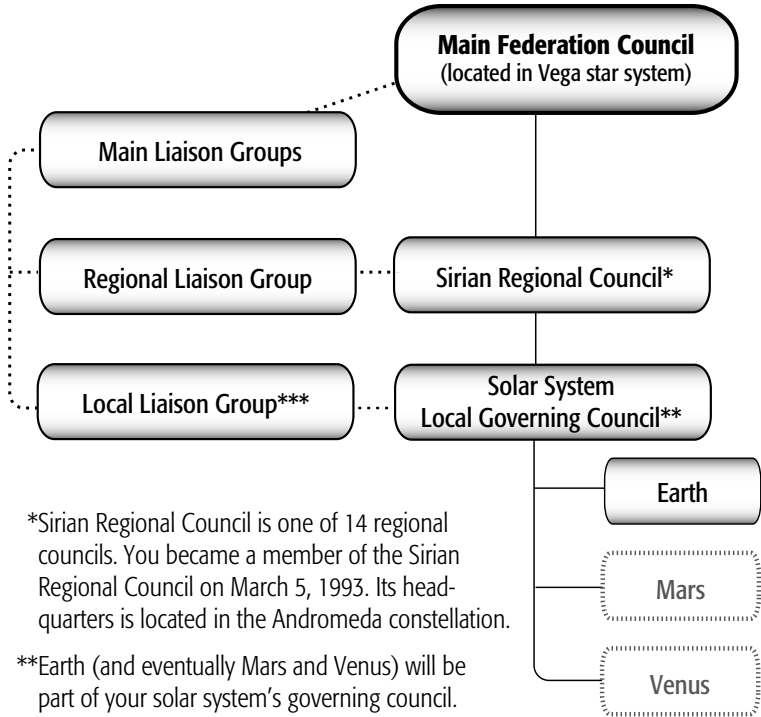 Main Federation Council
(located in Vega star system)
Main Liaison Groups
Regional Liaison Group
Sirian Regional Council*
Local Liaison Group***
Solar System
Local Governing Council**
Earth
Mars
Venus
*Sirian Regional Council is one of 14 regional
councils. You became a member of the Sirian
Regional Council on March 5, 1993. Its head-
quarters is located in the Andromeda constellation.
**Earth (and eventually Mars and Venus) will be
part of your solar system’s governing council.